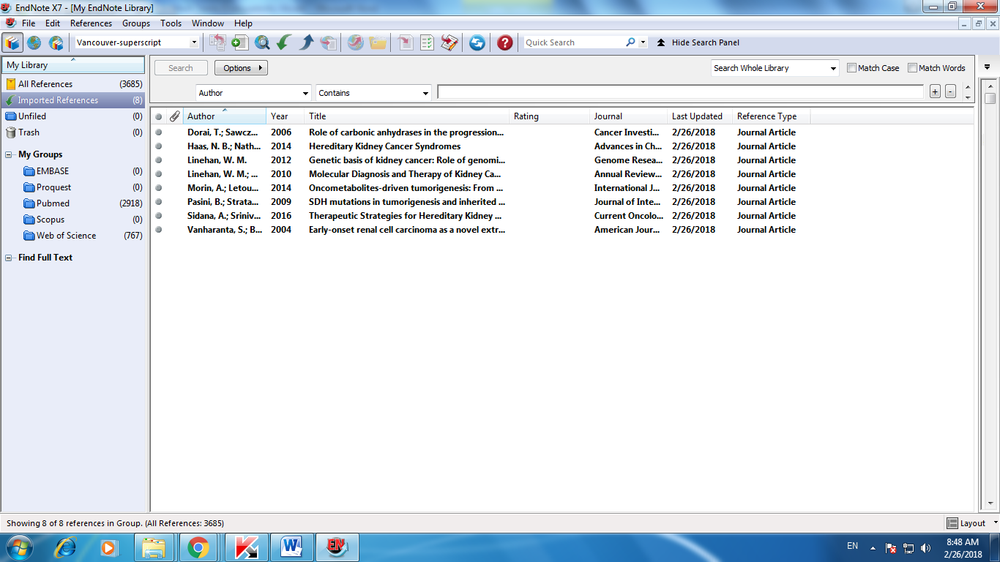 EndNote X7 - [My EndNote Library]
File Edit References Groups Tools Window Help
Vancouver-superscript Quick Search Hide Search Panel
My Library
All References (3685)
Imported References (8)
Unfiled (0)
Trash (0)
My Groups
EMBASE (0)
Proquest (0)
Pubmed (2918)
Scopus (0)
Web of Science (767)
Find Full Text
Search Options Search Whole Library Match Case Match Words
Author Contains + -
Author Year Title Rating Journal Last Updated Reference Type
Dorai, T.; Sawcz... 2006 Role of carbonic anhydrases in the progression... Cancer Investi... 2/26/2018 Journal Article
Haas, N. B.; Nath... 2014 Hereditary Kidney Cancer Syndromes Advances in Ch... 2/26/2018 Journal Article
Linehan, W. M. 2012 Genetic basis of kidney cancer: Role of genomi... Genome Resea... 2/26/2018 Journal Article
Linehan, W. M.; ... 2010 Molecular Diagnosis and Therapy of Kidney Ca... Annual Review... 2/26/2018 Journal Article
Morin, A.; Letou... 2014 Oncometabolites-driven tumorigenesis: From ... International J... 2/26/2018 Journal Article
Pasini, B.; Strata... 2009 SDH mutations in tumorigenesis and inherited ... Journal of Inte... 2/26/2018 Journal Article
Sidana, A.; Sriniv... 2016 Therapeutic Strategies for Hereditary Kidney ... Current Oncolo... 2/26/2018 Journal Article
Vanharanta, S.; B... 2004 Early-onset renal cell carcinoma as a novel extr... American Jour... 2/26/2018 Journal Article
Showing 8 of 8 references in Group. (All References: 3685) Layout
EN 8:48 AM
2/26/2018